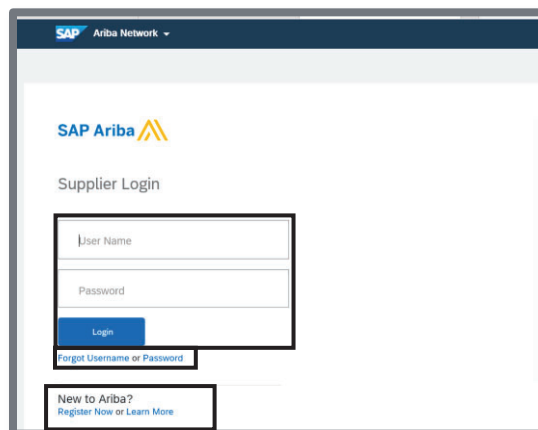 SAP Ariba Network
SAP Ariba
Supplier Login
User Name
Password
Login
Forgot Username or Password
New to Ariba?
Register Now or Learn More